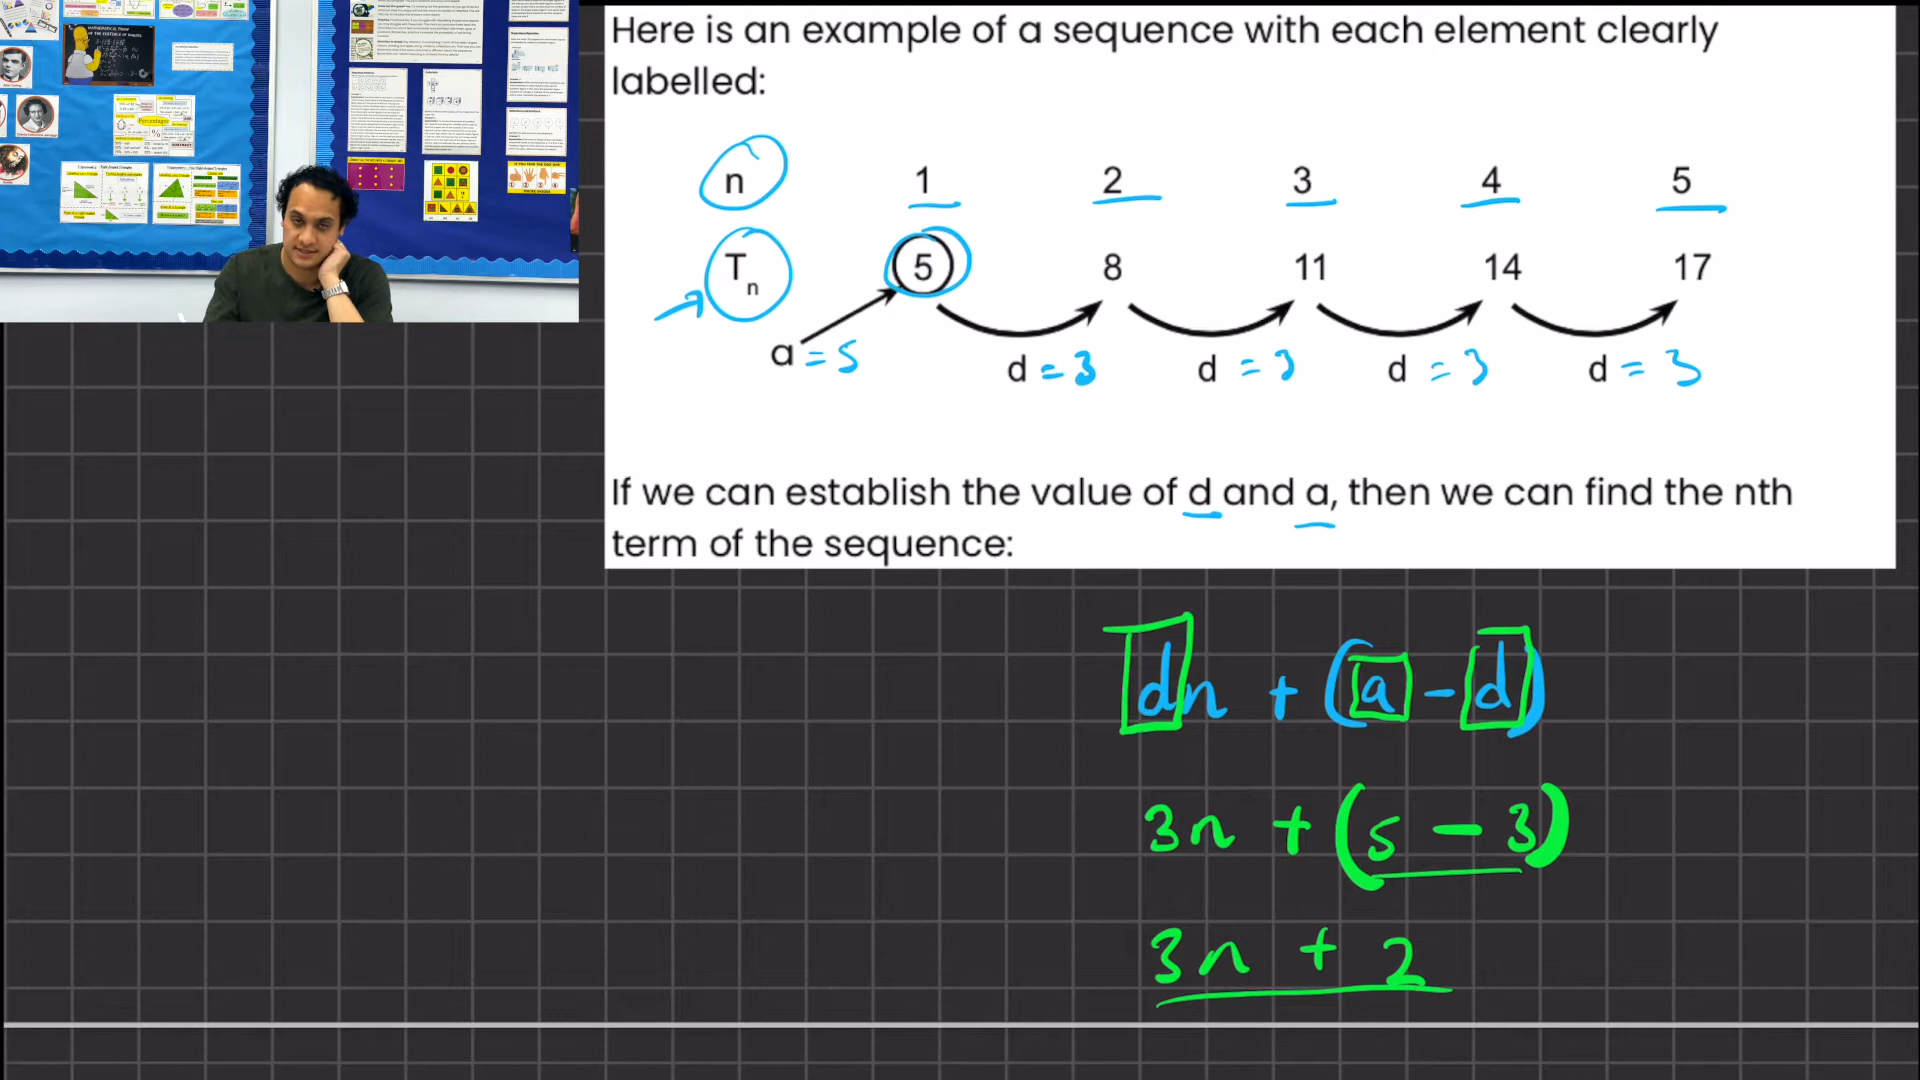 Here is an example of a sequence with each element clearly
labelled:
n 1 2 3 4 5
Tn 5 8 11 14 17
a = 5 d = 3 d = 3 d = 3 d = 3
If we can establish the value of d and a, then we can find the nth
term of the sequence:
dn + (a - d)
3n + (5 - 3)
3n + 2
Percentages